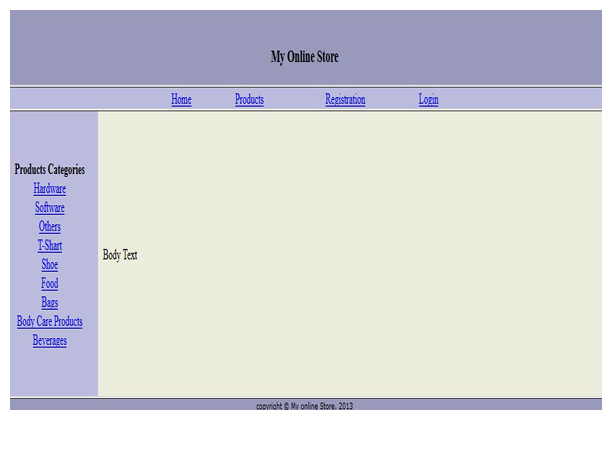 My Online Store
Home Products Registration Login
Products Categories
Hardware
Software
Others
T-Shart
Shoe
Food
Bags
Body Care Products
Beverages
Body Text
copyright © My online Store. 2013